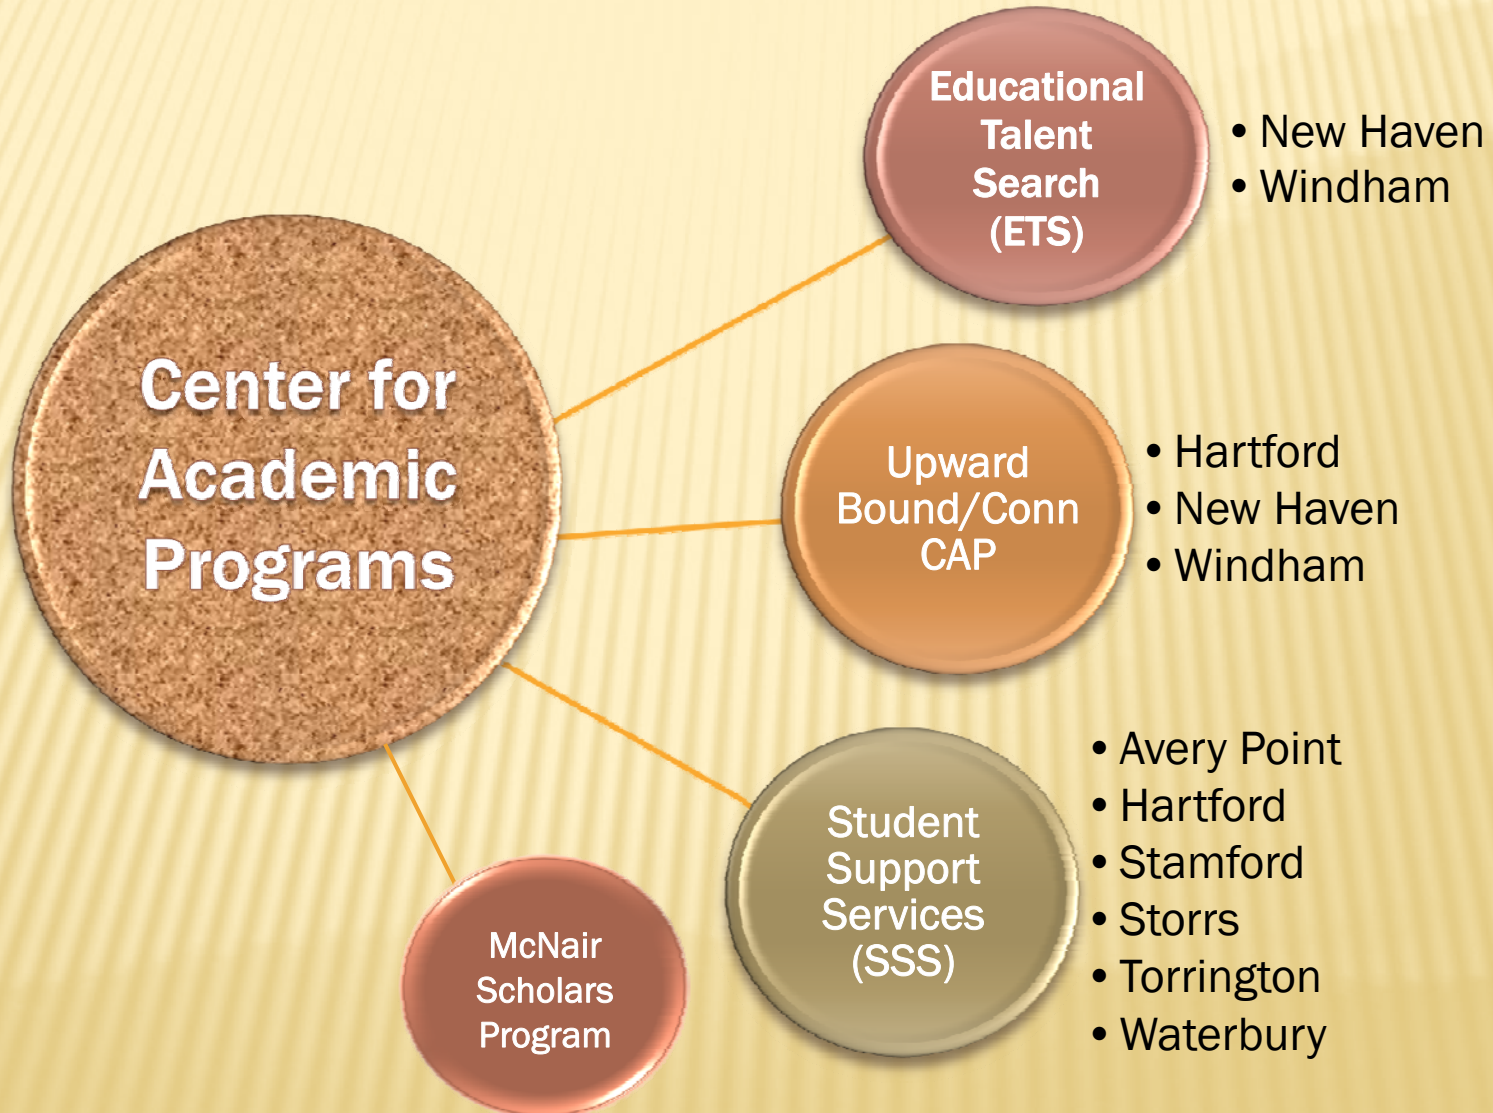 Center for
Academic
Programs
Educational
Talent
Search
(ETS)
• New Haven
• Windham
Upward
Bound/Conn
CAP
• Hartford
• New Haven
• Windham
Student
Support
Services
(SSS)
• Avery Point
• Hartford
• Stamford
• Storrs
• Torrington
• Waterbury
McNair
Scholars
Program